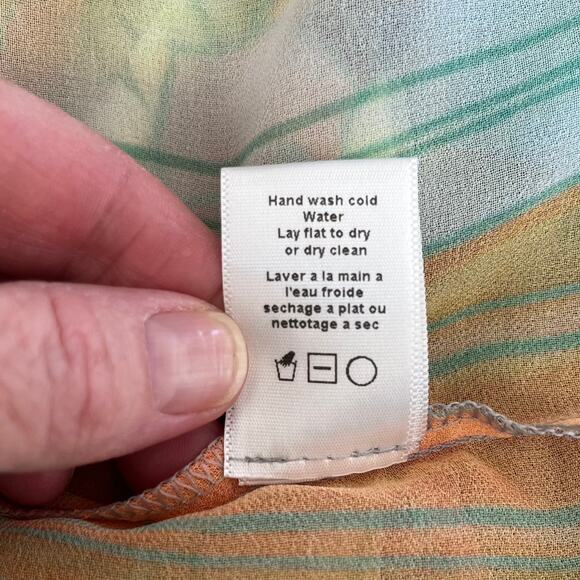 Hand wash cold
Water
Lay flat to dry
or dry clean
Laver a la main a
l'eau froide
sechage a plat ou
nettotage a sec